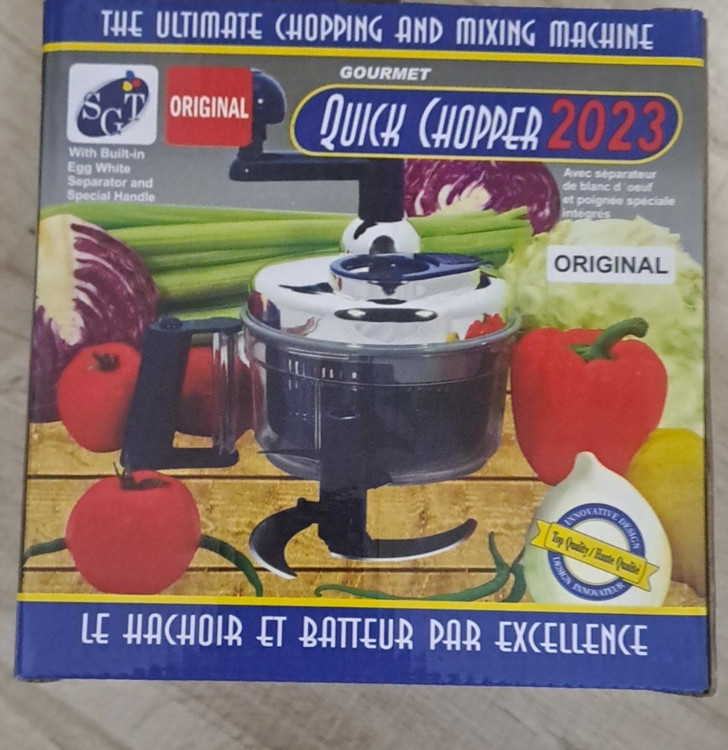 THE ULTIMATE CHOPPING AND MIXING MACHINE
SGT
ORIGINAL
GOURMET
QUICK CHOPPER 2023
With Built-in
Egg White
Separator and
Special Handle
Avec séparateur
de blanc d'oeuf
et poignée spéciale
intégrés
ORIGINAL
INNOVATIVE DESIGN
Top Quality / Haute Qualité
DESIGN INNOVATEUR
LE HACHOIR ET BATTEUR PAR EXCELLENCE